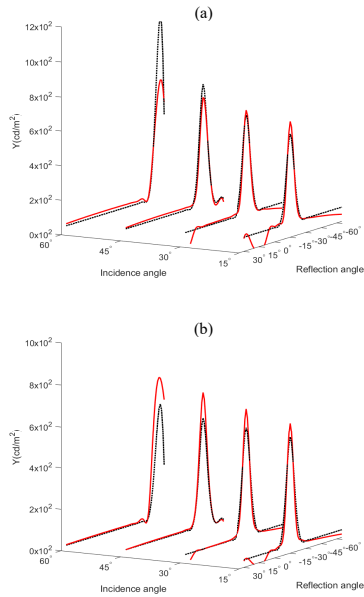 (a)
12x10²
10x10²
8x10²
6x10²
4x10²
2x10²
0x10²
Y(cd/m²)
60°
45°
30°
15°
Incidence angle
30°
15°
0°
-15°
-30°
-45°
-60°
Reflection angle
(b)
10x10²
8x10²
6x10²
4x10²
2x10²
0x10²
Y(cd/m²)
60°
45°
30°
15°
Incidence angle
30°
15°
0°
-15°
-30°
-45°
-60°
Reflection angle